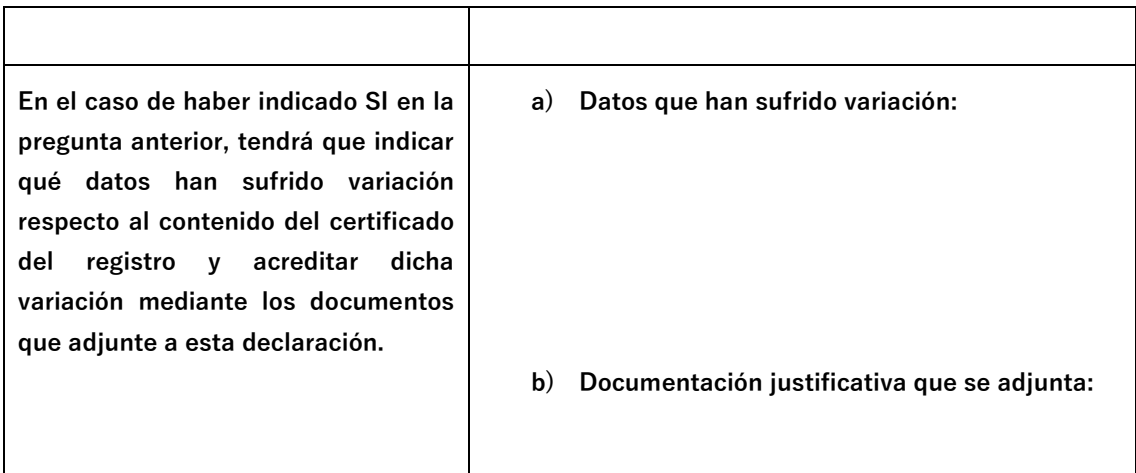 En el caso de haber indicado SI en la
pregunta anterior, tendrá que indicar
qué datos han sufrido variación
respecto al contenido del certificado
del registro y acreditar dicha
variación mediante los documentos
que adjunte a esta declaración.
a) Datos que han sufrido variación:
b) Documentación justificativa que se adjunta: